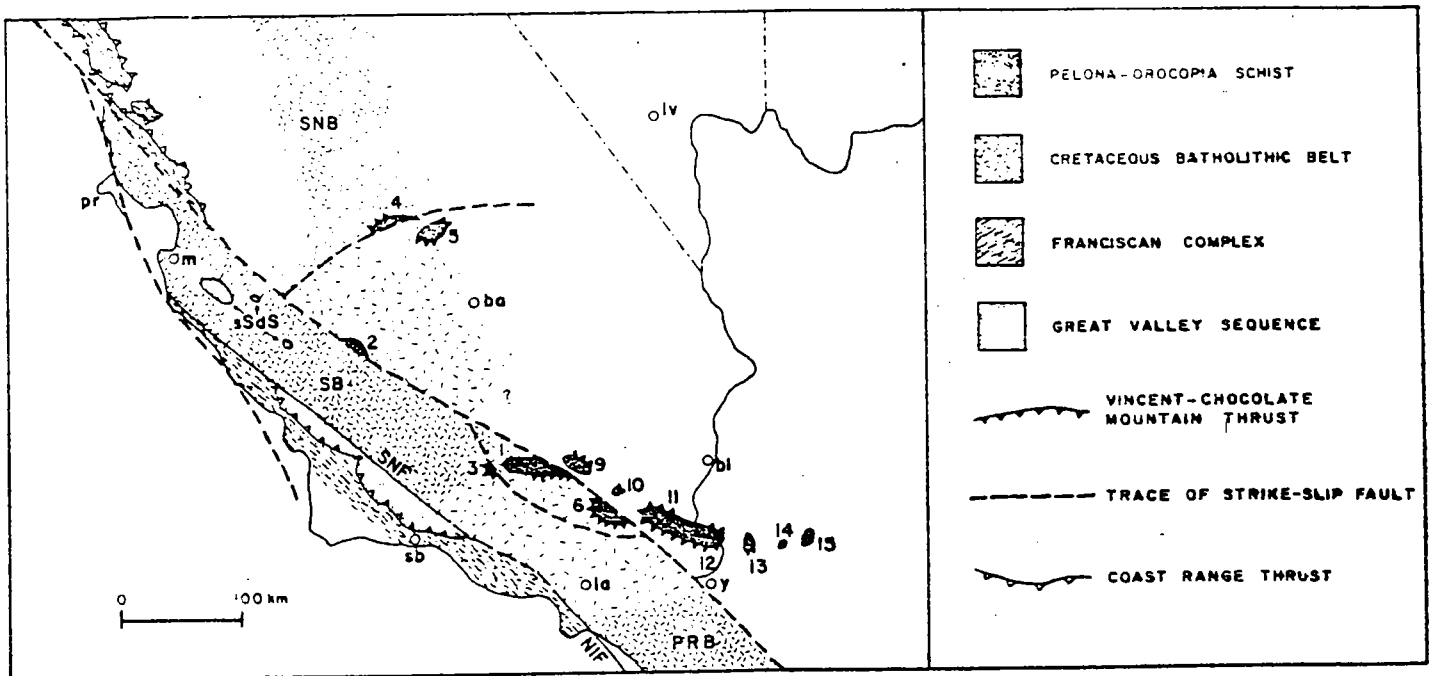 SNB
lv
4
5
pr
m
ba
sSdS
2
SB
?
SNF
3
1
9
bl
10
6
11
14
15
13
12
sb
la
y
0 100 km
PRB
NIF
PELONA-OROCOPIA SCHIST
CRETACEOUS BATHOLITHIC BELT
FRANCISCAN COMPLEX
GREAT VALLEY SEQUENCE
VINCENT-CHOCOLATE
MOUNTAIN THRUST
TRACE OF STRIKE-SLIP FAULT
COAST RANGE THRUST